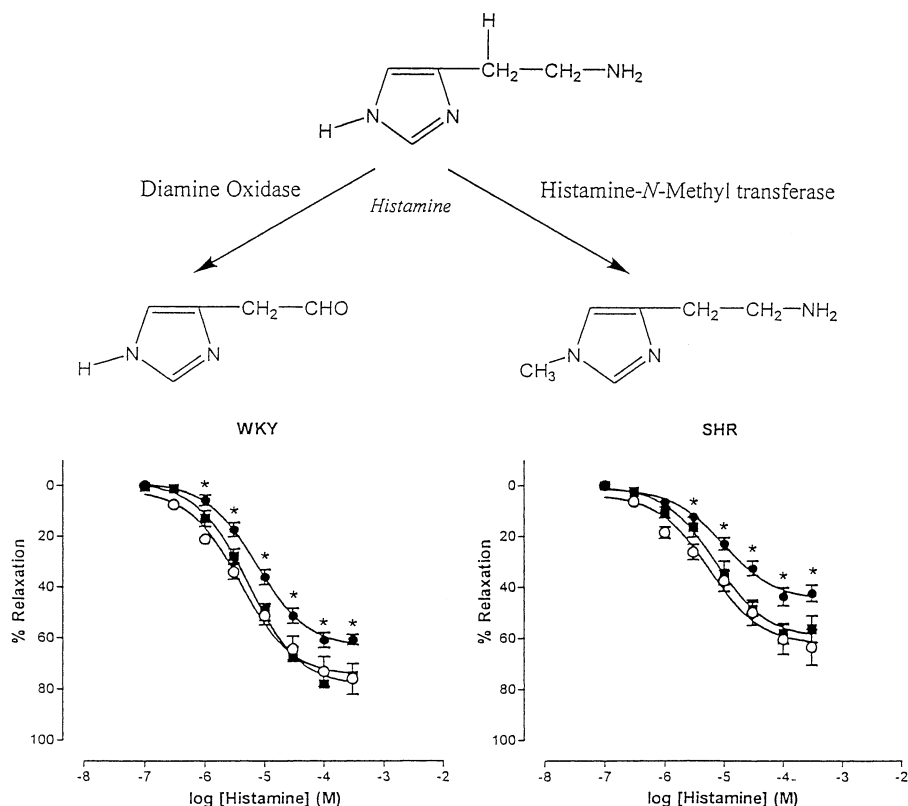 H
CH2—CH2—NH2
H N N
Diamine Oxidase
Histamine
Histamine-N-Methyl transferase
CH2—CHO
H N N
CH2—CH2—NH2
CH3 N N
WKY
0
20
40
60
80
100
% Relaxation
* * * * * *
-8 -7 -6 -5 -4 -3 -2
log [Histamine] (M)
SHR
0
20
40
60
80
100
% Relaxation
* * * * *
-8 -7 -6 -5 -4 -3 -2
log [Histamine] (M)